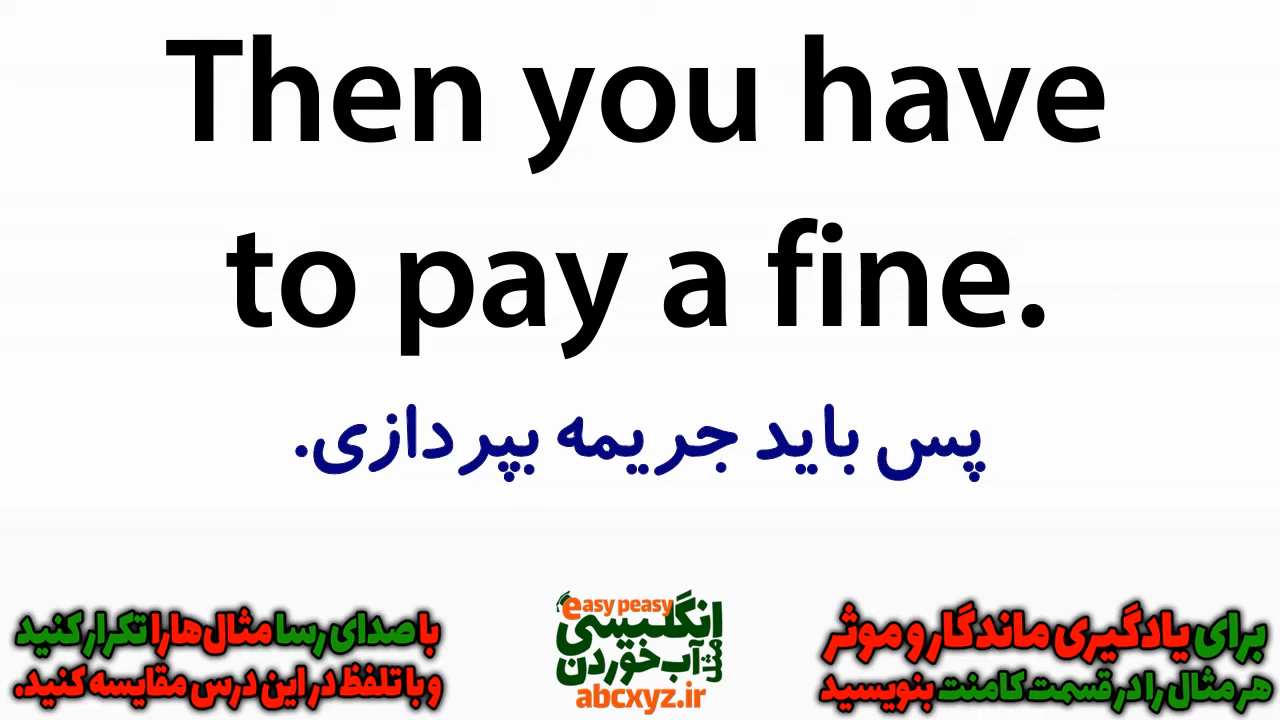 Then you have
to pay a fine.
پس باید جریمه بپردازی.
با صدای رسا مثال‌ها را تکرار کنید
و با تلفظ در این درس مقایسه کنید.
easy peasy
انگلیسی
مثل آب خوردن
abcxyz.ir
برای یادگیری ماندگار و موثر
هر مثال را در قسمت کامنت بنویسید